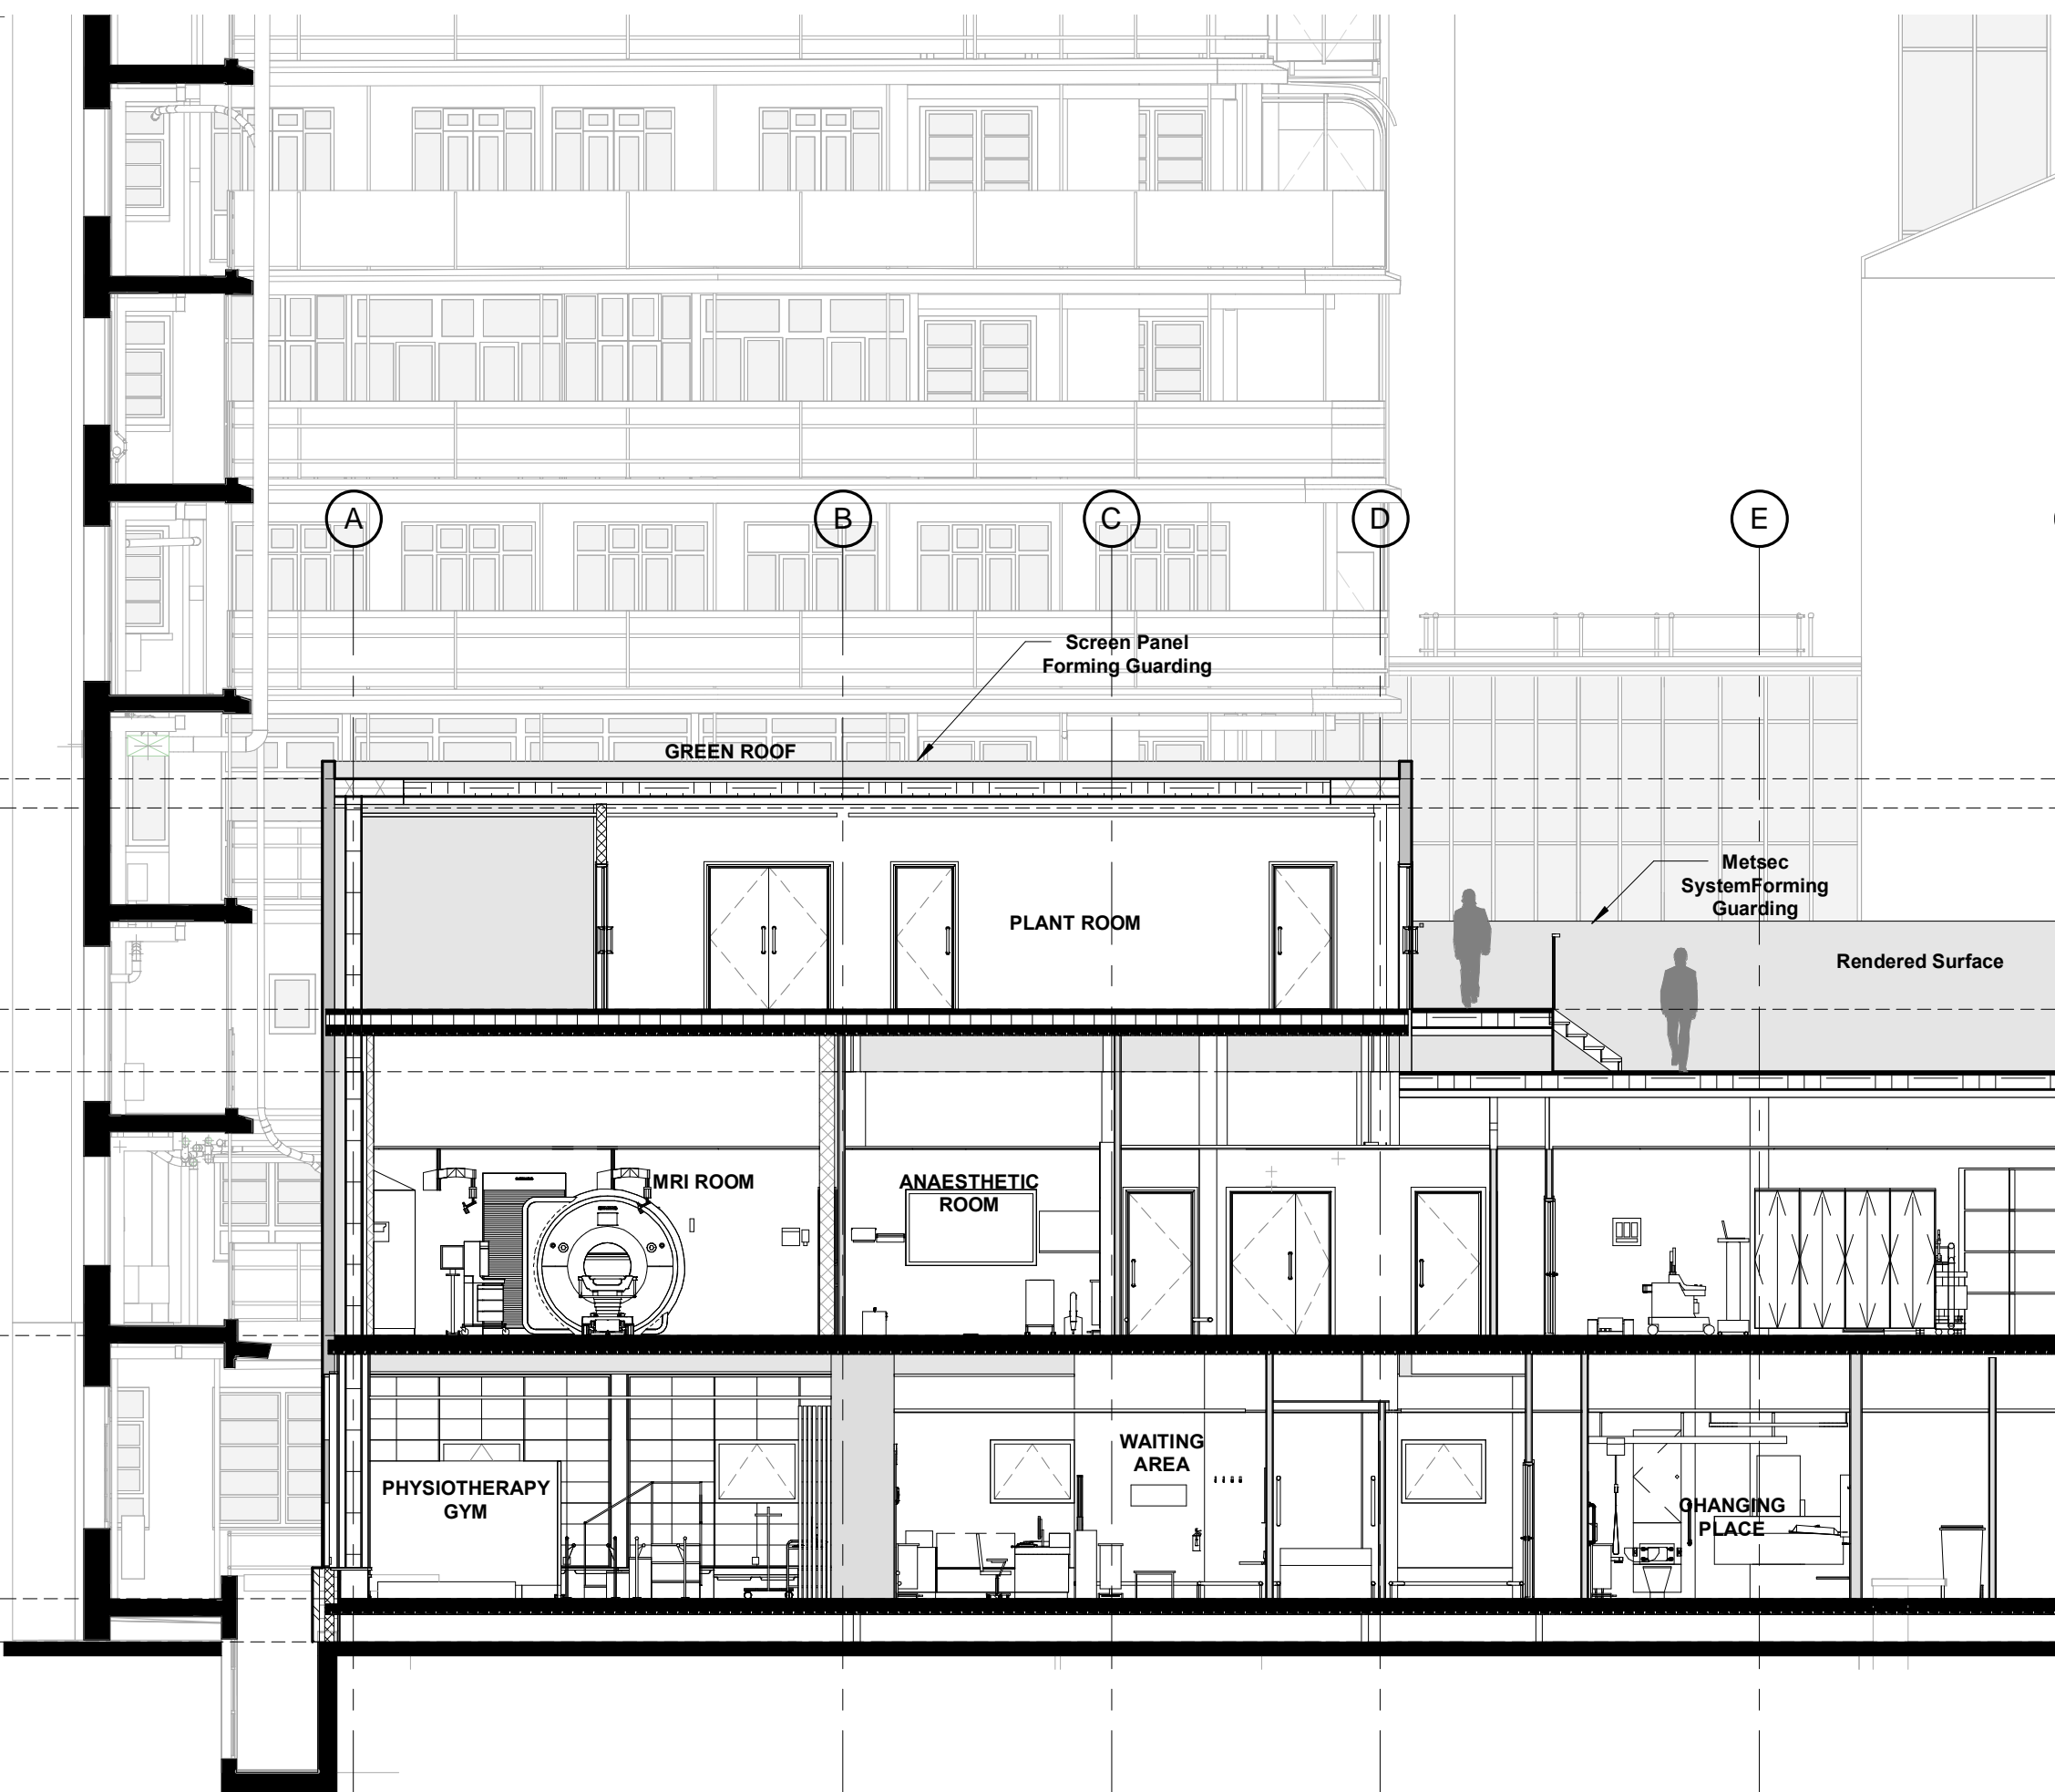 A
B
C
D
E
Screen Panel
Forming Guarding
GREEN ROOF
Metsec
SystemForming
Guarding
PLANT ROOM
Rendered Surface
MRI ROOM
ANAESTHETIC
ROOM
WAITING
AREA
PHYSIOTHERAPY
GYM
CHANGING
PLACE